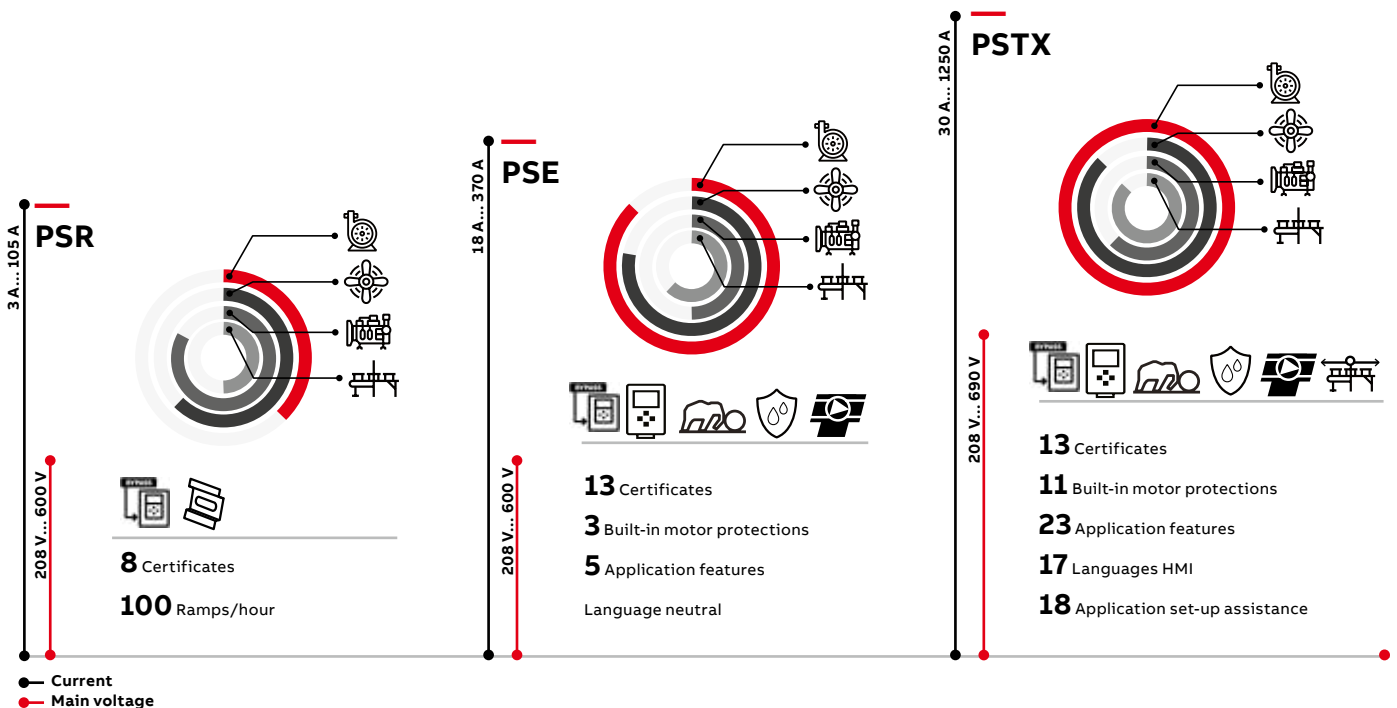 PSR
3 A... 105 A
208 V... 600 V
BYPASS
8 Certificates
100 Ramps/hour
PSE
18 A... 370 A
208 V... 600 V
BYPASS
13 Certificates
3 Built-in motor protections
5 Application features
Language neutral
PSTX
30 A... 1250 A
208 V... 690 V
BYPASS
13 Certificates
11 Built-in motor protections
23 Application features
17 Languages HMI
18 Application set-up assistance
Current
Main voltage